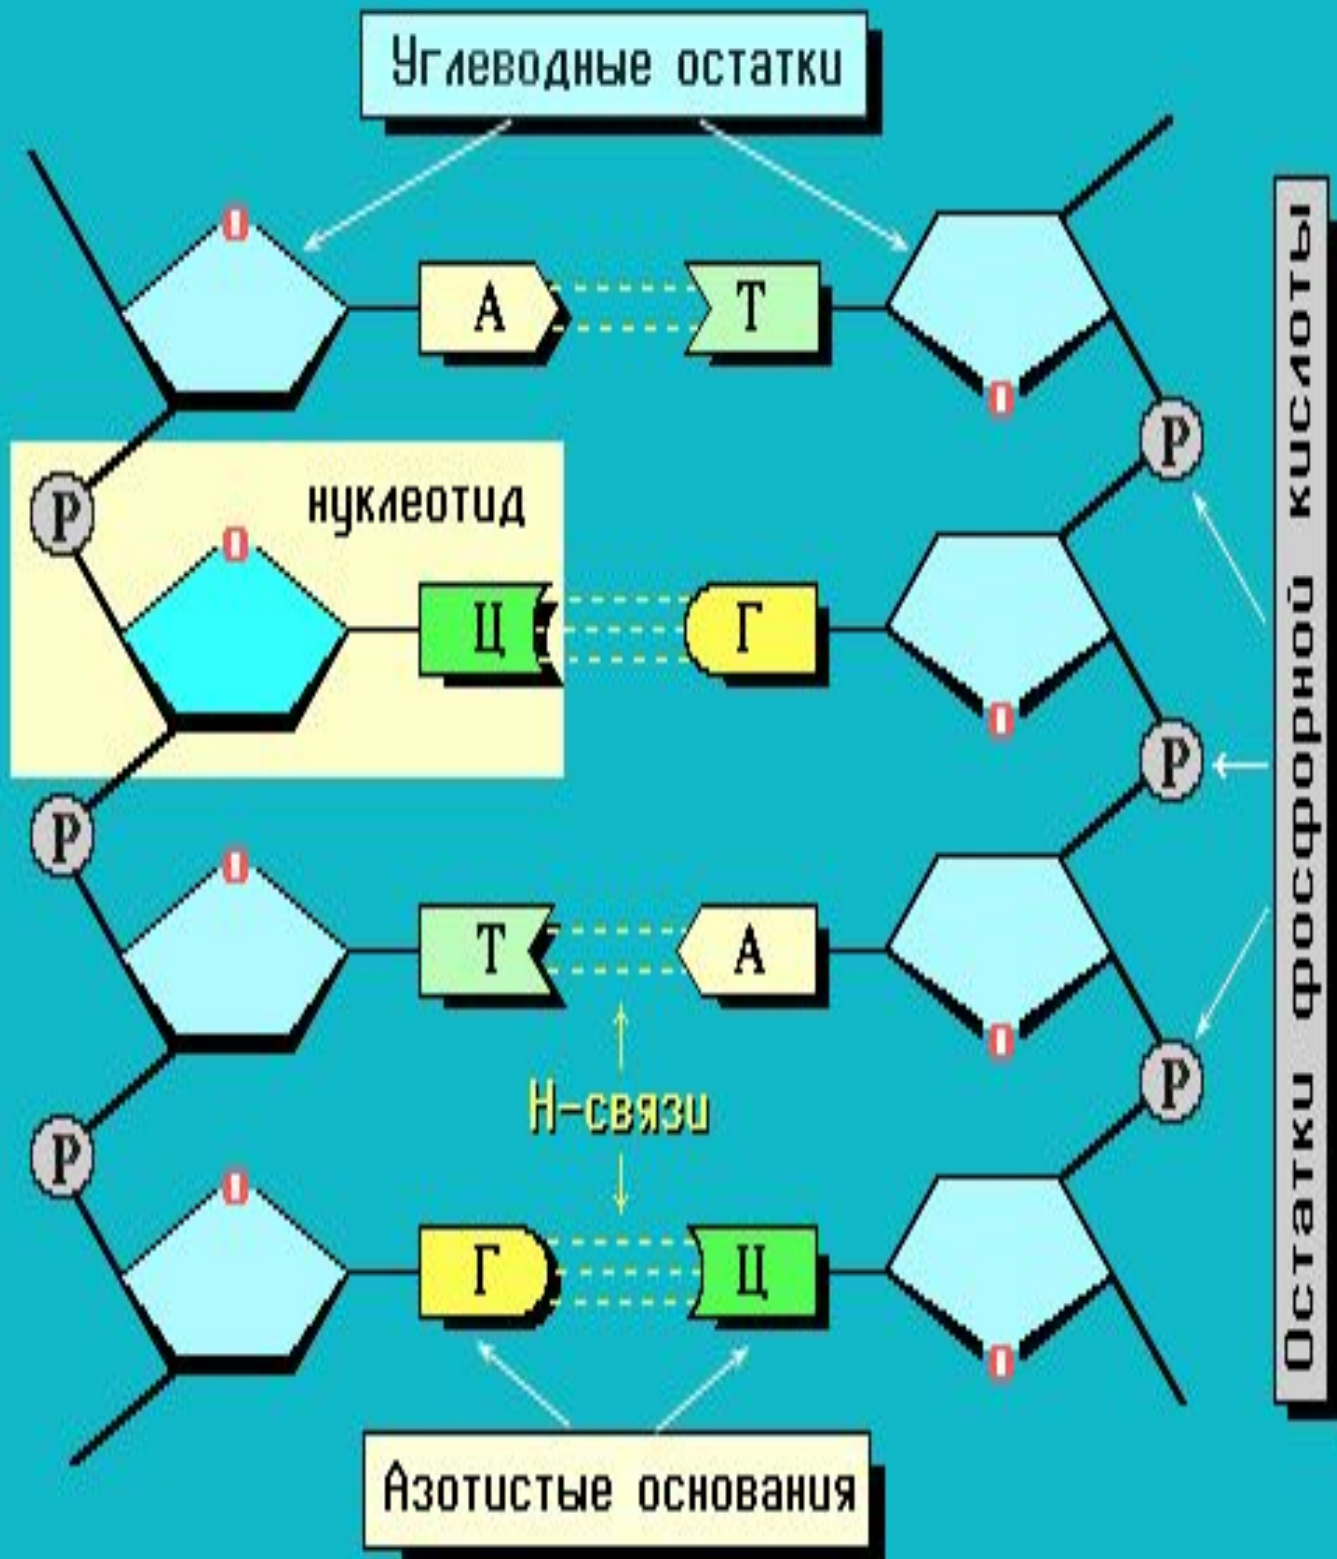 Углеводные остатки
О
А
Т
О
Р
Р
нуклеотид
О
Ц
Г
О
Р
Р
О
Т
А
О
Н-связи
Р
Р
О
Г
Ц
О
Азотистые основания
Остатки фосфорной кислоты